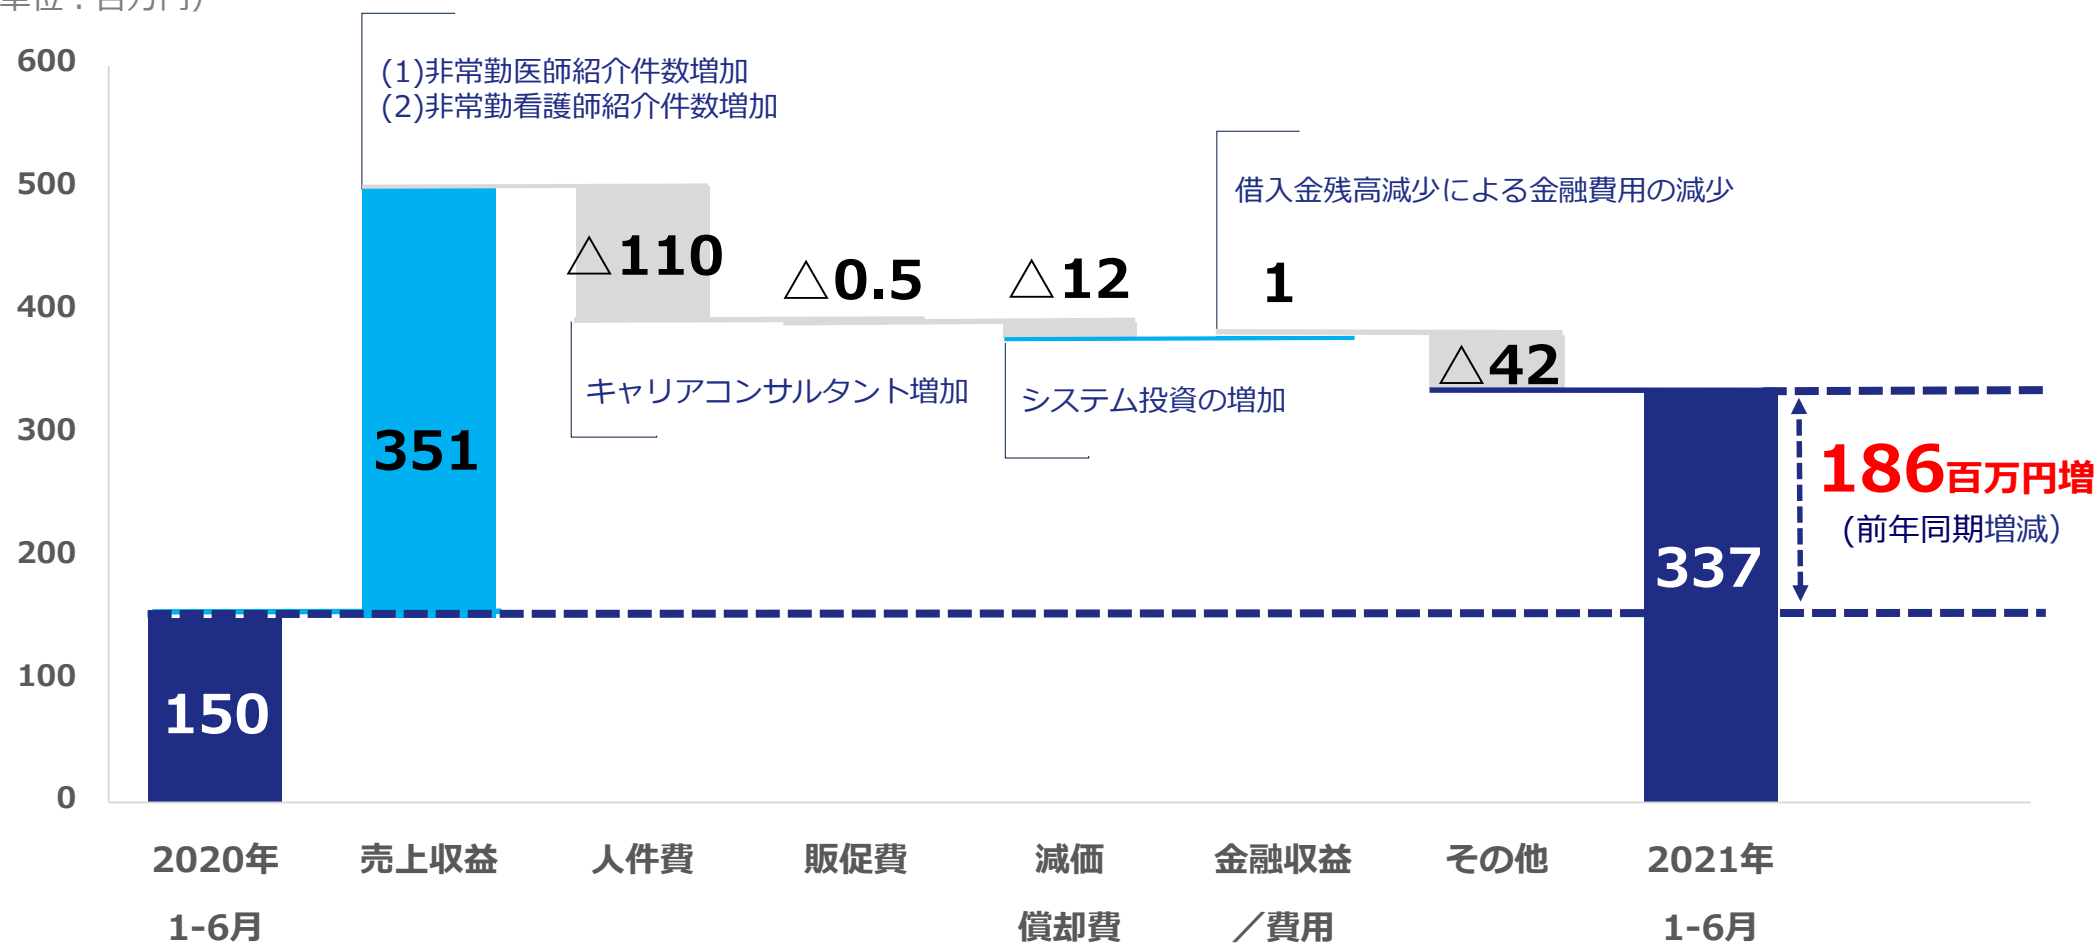 単位：百万円）
600
500
400
300
200
100
0
(1)非常勤医師紹介件数増加
(2)非常勤看護師紹介件数増加
借入金残高減少による金融費用の減少
△110
△0.5
△12
1
△42
キャリアコンサルタント増加
システム投資の増加
351
150
337
186百万円増
(前年同期増減）
2020年
1-6月
売上収益
人件費
販促費
減価
償却費
金融収益
／費用
その他
2021年
1-6月